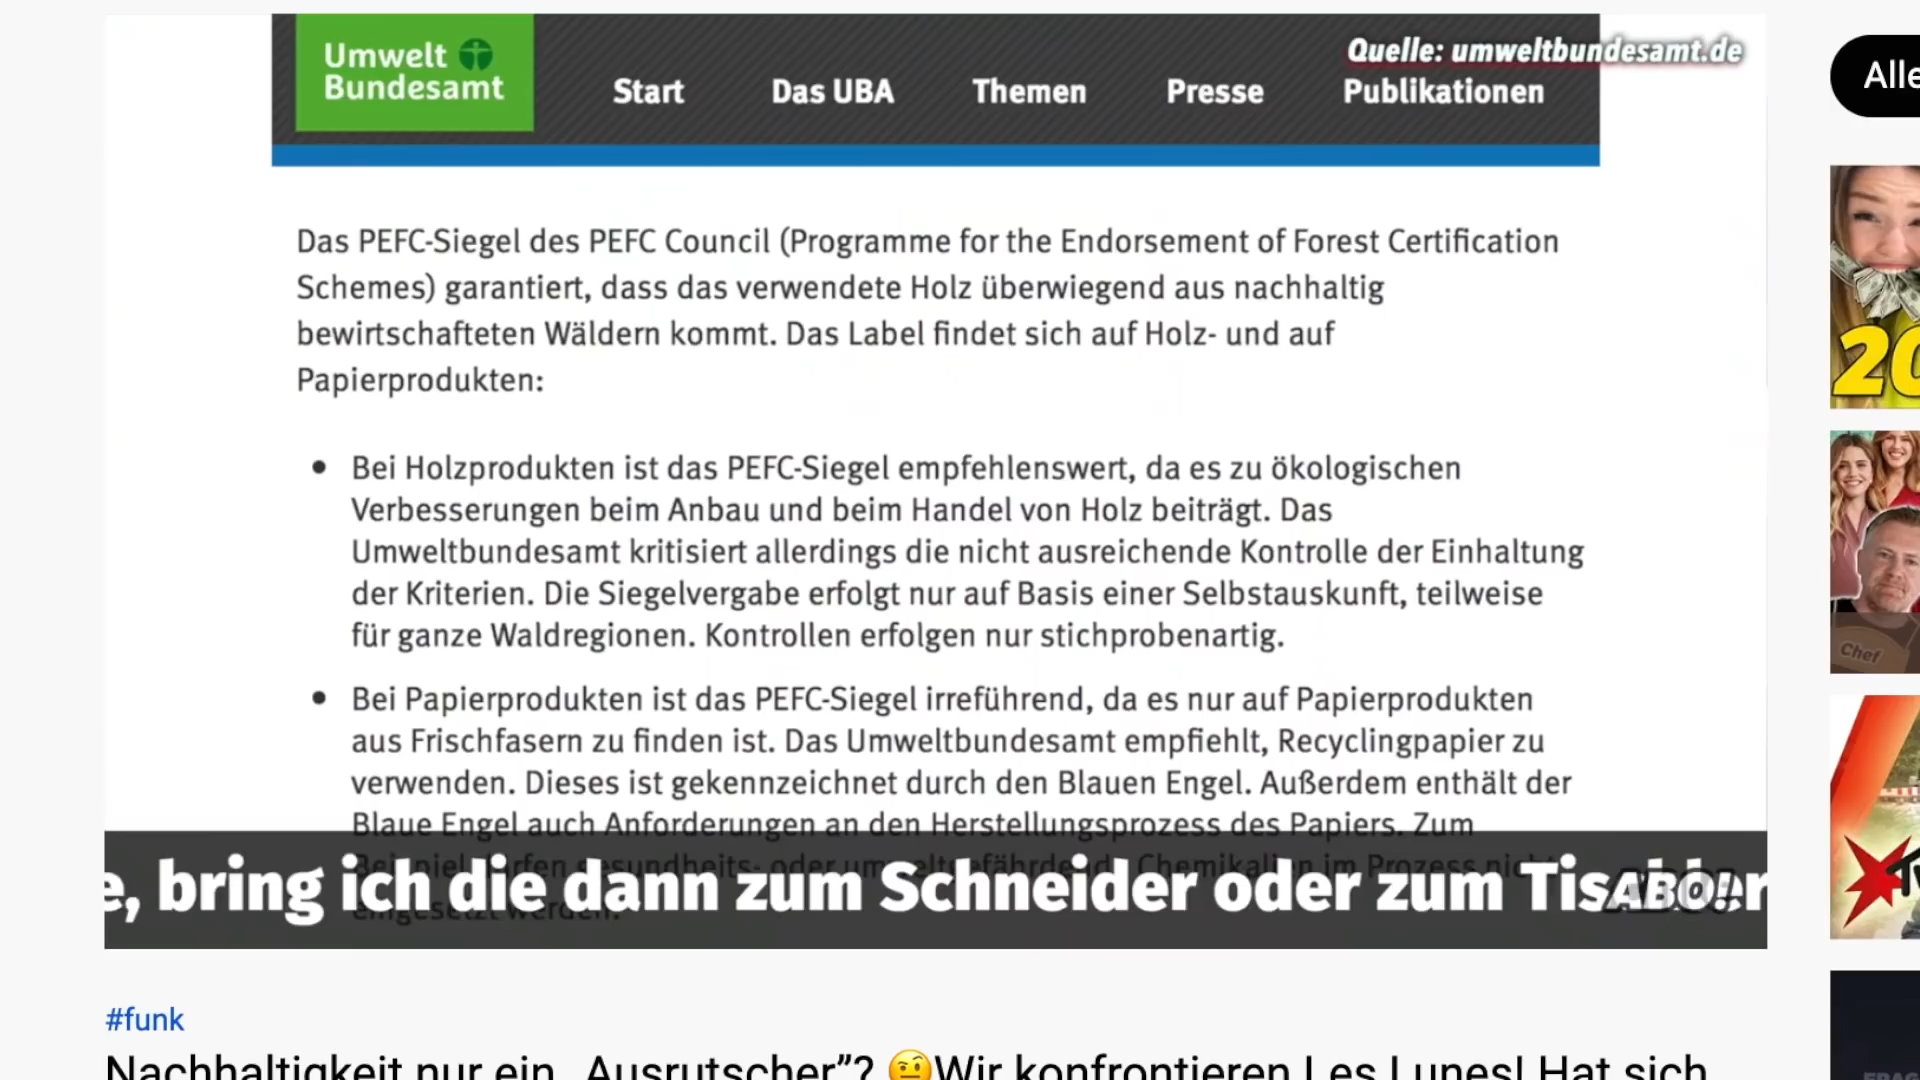 Umwelt
Bundesamt
Start
Das UBA
Themen
Presse
Publikationen
Quelle: umweltbundesamt.de
Alle
Das PEFC-Siegel des PEFC Council (Programme for the Endorsement of Forest Certification
Schemes) garantiert, dass das verwendete Holz überwiegend aus nachhaltig
bewirtschafteten Wäldern kommt. Das Label findet sich auf Holz- und auf
Papierprodukten:
• Bei Holzprodukten ist das PEFC-Siegel empfehlenswert, da es zu ökologischen
Verbesserungen beim Anbau und beim Handel von Holz beiträgt. Das
Umweltbundesamt kritisiert allerdings die nicht ausreichende Kontrolle der Einhaltung
der Kriterien. Die Siegelvergabe erfolgt nur auf Basis einer Selbstauskunft, teilweise
für ganze Waldregionen. Kontrollen erfolgen nur stichprobenartig.
• Bei Papierprodukten ist das PEFC-Siegel irreführend, da es nur auf Papierprodukten
aus Frischfasern zu finden ist. Das Umweltbundesamt empfiehlt, Recyclingpapier zu
verwenden. Dieses ist gekennzeichnet durch den Blauen Engel. Außerdem enthält der
Blaue Engel auch Anforderungen an den Herstellungsprozess des Papiers. Zum
e, bring ich die dann zum Schneider oder zum
ABO!
20
Chef
#funk
Nachhaltigkeit nur ein „Ausrutscher”? 🤨Wir konfrontieren Les Lunes! Hat sich